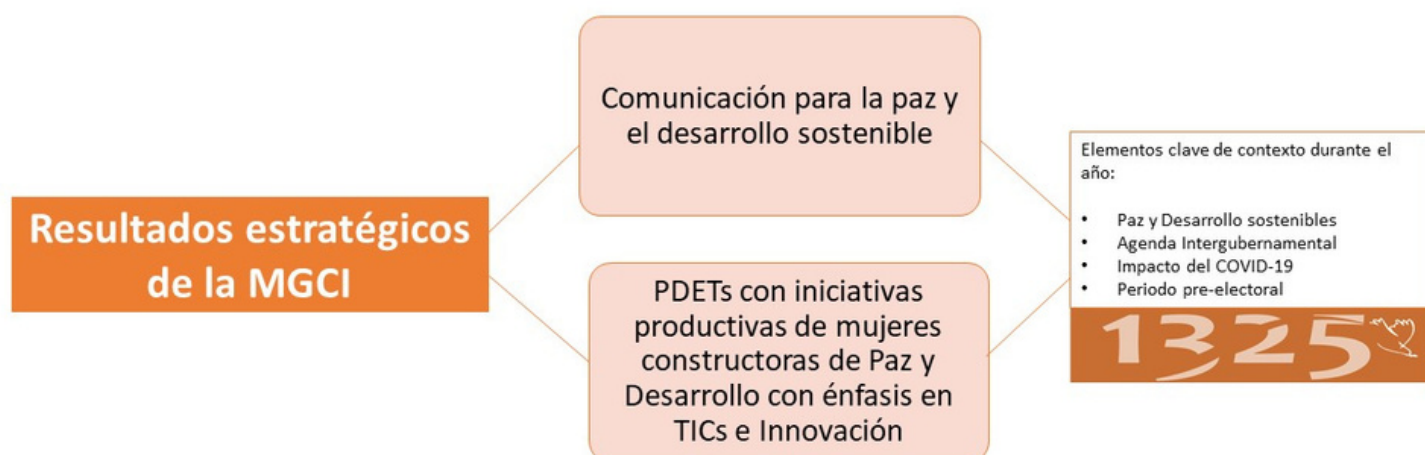 Resultados estratégicos
de la MGCI
Comunicación para la paz y
el desarrollo sostenible
PDETs con iniciativas
productivas de mujeres
constructoras de Paz y
Desarrollo con énfasis en
TICs e Innovación
Elementos clave de contexto durante el
año:
• Paz y Desarrollo sostenibles
• Agenda Intergubernamental
• Impacto del COVID-19
• Periodo pre-electoral
1325